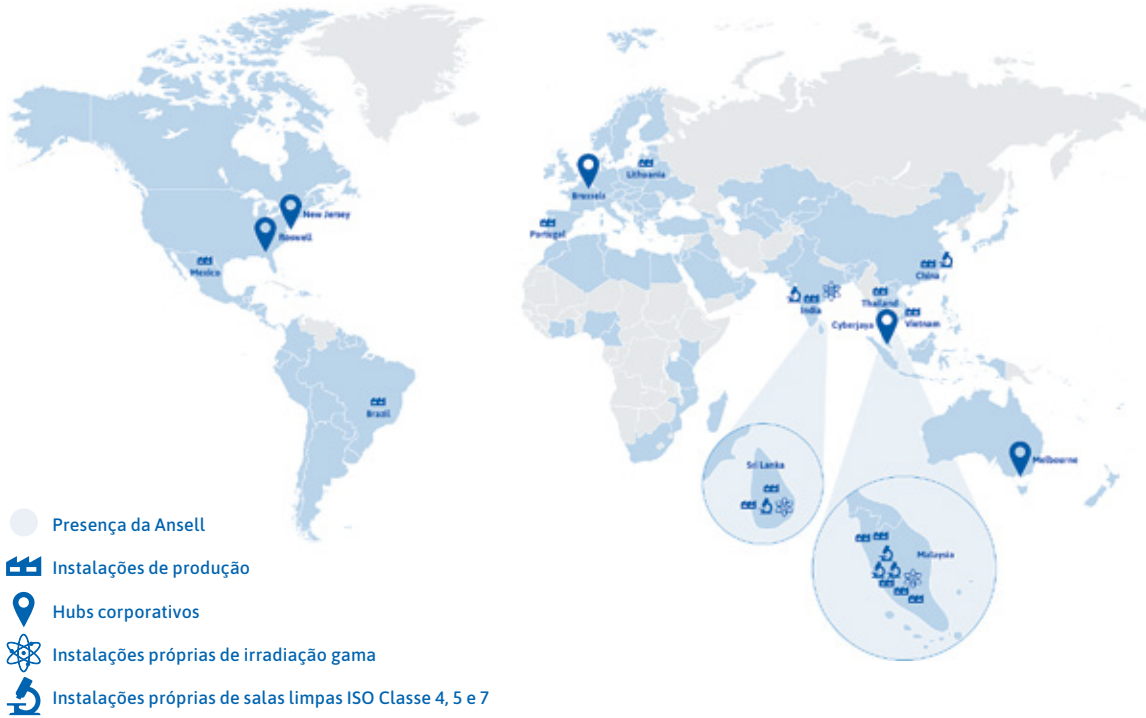 Lithuania
Brussels
New Jersey
Portugal
Roswell
Mexico
China
Thailand
India
Cyberjaya
Vietnam
Brazil
Melbourne
Sri Lanka
Malaysia
Presença da Ansell
Instalações de produção
Hubs corporativos
Instalações próprias de irradiação gama
Instalações próprias de salas limpas ISO Classe 4, 5 e 7